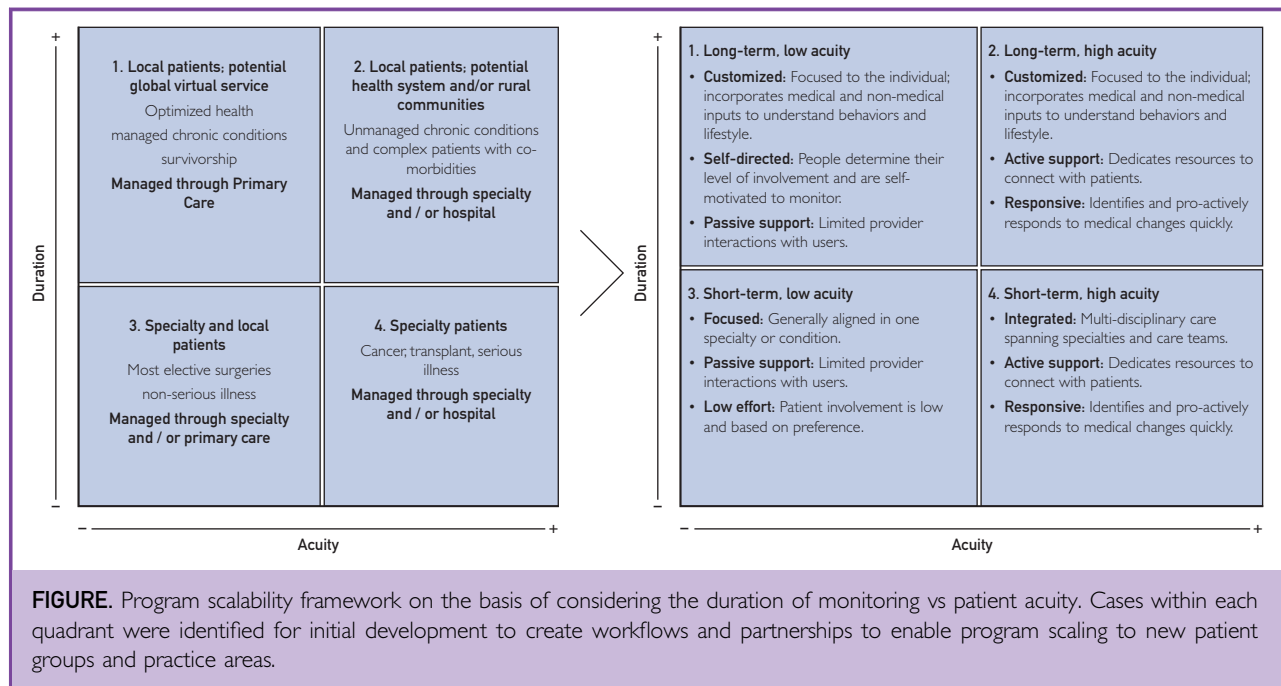 +
1. Local patients; potential
global virtual service
Optimized health
managed chronic conditions
survivorship
Managed through Primary
Care
2. Local patients; potential
health system and/or rural
communities
Unmanaged chronic conditions
and complex patients with co-
morbidities
Managed through specialty
and / or hospital
Duration
3. Specialty and local
patients
Most elective surgeries
non-serious illness
Managed through specialty
and / or primary care
4. Specialty patients
Cancer, transplant, serious
illness
Managed through specialty
and / or hospital
–
– +
Acuity
+
1. Long-term, low acuity
• Customized: Focused to the individual;
incorporates medical and non-medical
inputs to understand behaviors and
lifestyle.
• Self-directed: People determine their
level of involvement and are self-
motivated to monitor.
• Passive support: Limited provider
interactions with users.
2. Long-term, high acuity
• Customized: Focused to the individual;
incorporates medical and non-medical
inputs to understand behaviors and
lifestyle.
• Active support: Dedicates resources to
connect with patients.
• Responsive: Identifies and pro-actively
responds to medical changes quickly.
Duration
3. Short-term, low acuity
• Focused: Generally aligned in one
specialty or condition.
• Passive support: Limited provider
interactions with users.
• Low effort: Patient involvement is low
and based on preference.
4. Short-term, high acuity
• Integrated: Multi-disciplinary care
spanning specialties and care teams.
• Active support: Dedicates resources to
connect with patients.
• Responsive: Identifies and pro-actively
responds to medical changes quickly.
–
– +
Acuity
FIGURE. Program scalability framework on the basis of considering the duration of monitoring vs patient acuity. Cases within each
quadrant were identified for initial development to create workflows and partnerships to enable program scaling to new patient
groups and practice areas.